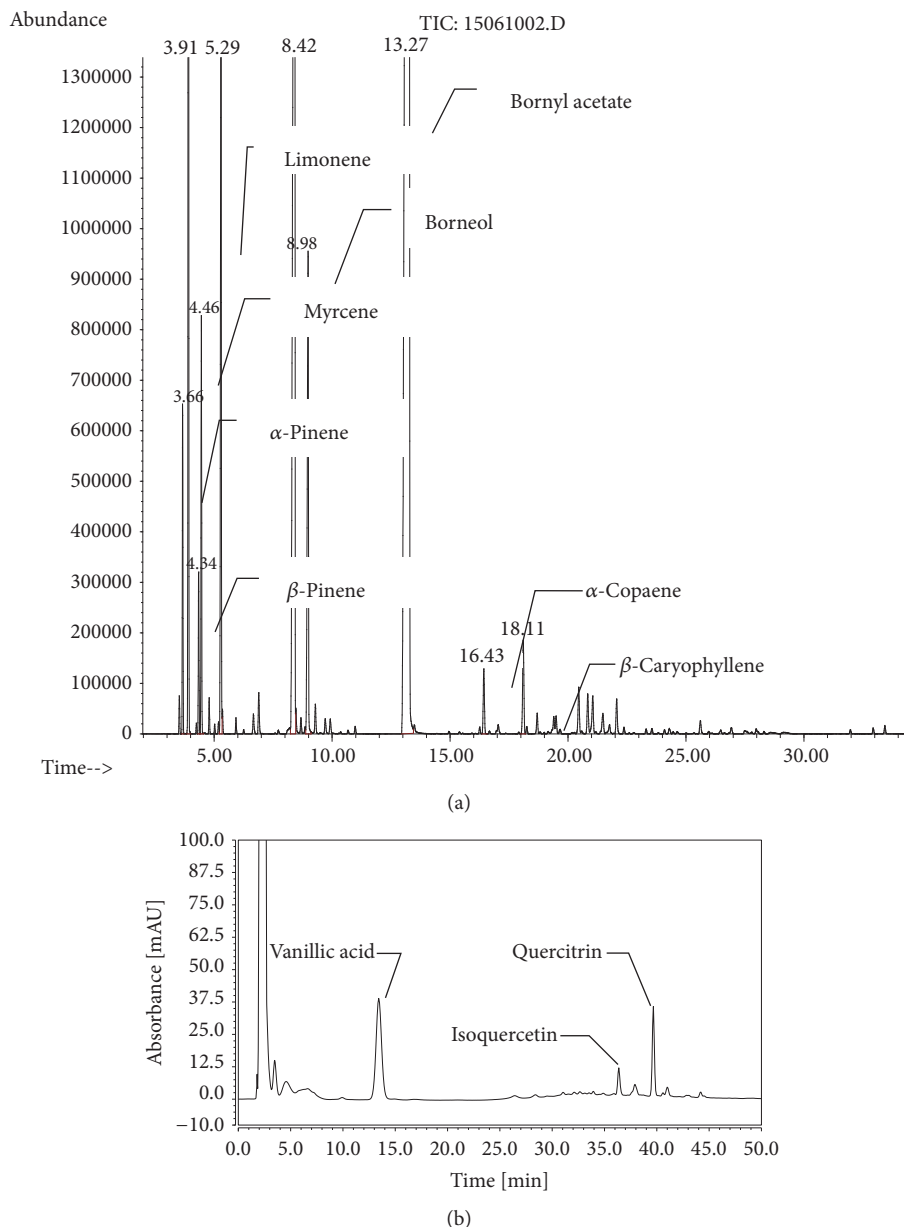 Abundance
TIC: 15061002.D
3.91 5.29 8.42 13.27
1300000
Bornyl acetate
1200000
1100000
Limonene
1000000
Borneol
8.98
900000
4.46
Myrcene
800000
700000
3.66
600000
α-Pinene
500000
400000
4.34
300000
β-Pinene
α-Copaene
200000
18.11
16.43
β-Caryophyllene
100000
0
5.00 10.00 15.00 20.00 25.00 30.00
Time-->
(a)
100.0
87.5
75.0
62.5
50.0
37.5
25.0
12.5
0.0
−10.0
Absorbance [mAU]
Vanillic acid
Quercitrin
Isoquercetin
0.0 5.0 10.0 15.0 20.0 25.0 30.0 35.0 40.0 45.0 50.0
Time [min]
(b)